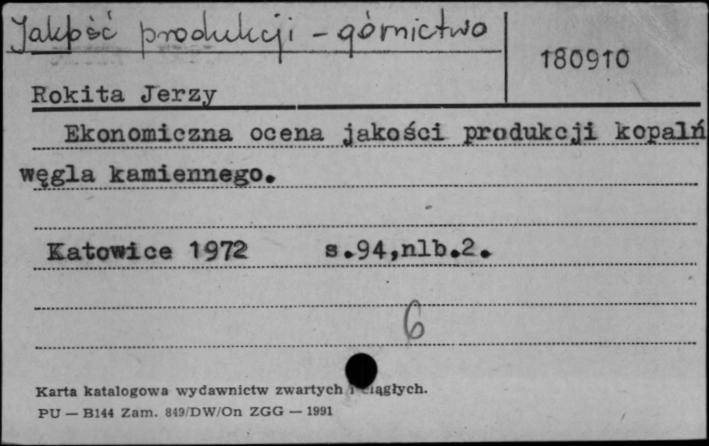 Jakość produkcji - górnictwo
180910
Rokita Jerzy
Ekonomiczna ocena jakości produkcji kopalń
węgla kamiennego.
Katowice 1972 s.94,nlb.2.
6
Karta katalogowa wydawnictw zwartych i ciągłych.
PU — B144 Zam. 849/DW/On ZGG — 1991